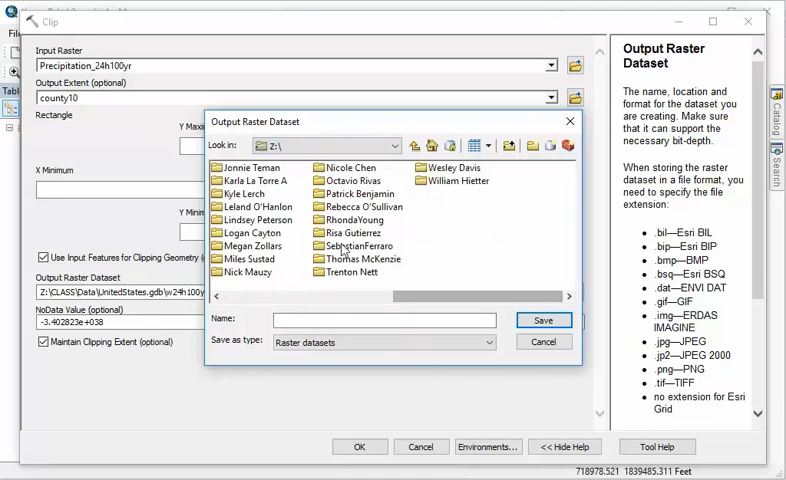 Clip
Fil
Tabl
Input Raster
Precipitation_24h100yr
Output Extent (optional)
county10
Rectangle
Y Maxi
X Minimum
Y Mini
Use Input Features for Clipping Geometry (
Output Raster Dataset
Z:\CLASS\Data\UnitedStates.gdb\w24h100y
NoData Value (optional)
-3.402823e+038
Maintain Clipping Extent (optional)
Output Raster Dataset
Look in:
Z:\
Jonnie Teman
Karla La Torre A
Kyle Lerch
Leland O'Hanlon
Lindsey Peterson
Logan Cayton
Megan Zollars
Miles Sustad
Nick Mauzy
Nicole Chen
Octavio Rivas
Patrick Benjamin
Rebecca O'Sullivan
RhondaYoung
Risa Gutierrez
SebastianFerraro
Thomas McKenzie
Trenton Nett
Wesley Davis
William Hietter
Name:
Save
Save as type:
Raster datasets
Cancel
OK
Cancel
Environments...
<< Hide Help
Tool Help
Output Raster
Dataset
The name, location and
format for the dataset you
are creating. Make sure
that it can support the
necessary bit-depth.
When storing the raster
dataset in a file format, you
need to specify the file
extension:
.bil—Esri BIL
.bip—Esri BIP
.bmp—BMP
.bsq—Esri BSQ
.dat—ENVI DAT
.gif—GIF
.img—ERDAS
IMAGINE
.jpg—JPEG
.jp2—JPEG 2000
.png—PNG
.tif—TIFF
no extension for Esri
Grid
Catalog
Search
718978.521 1839485.311 Feet